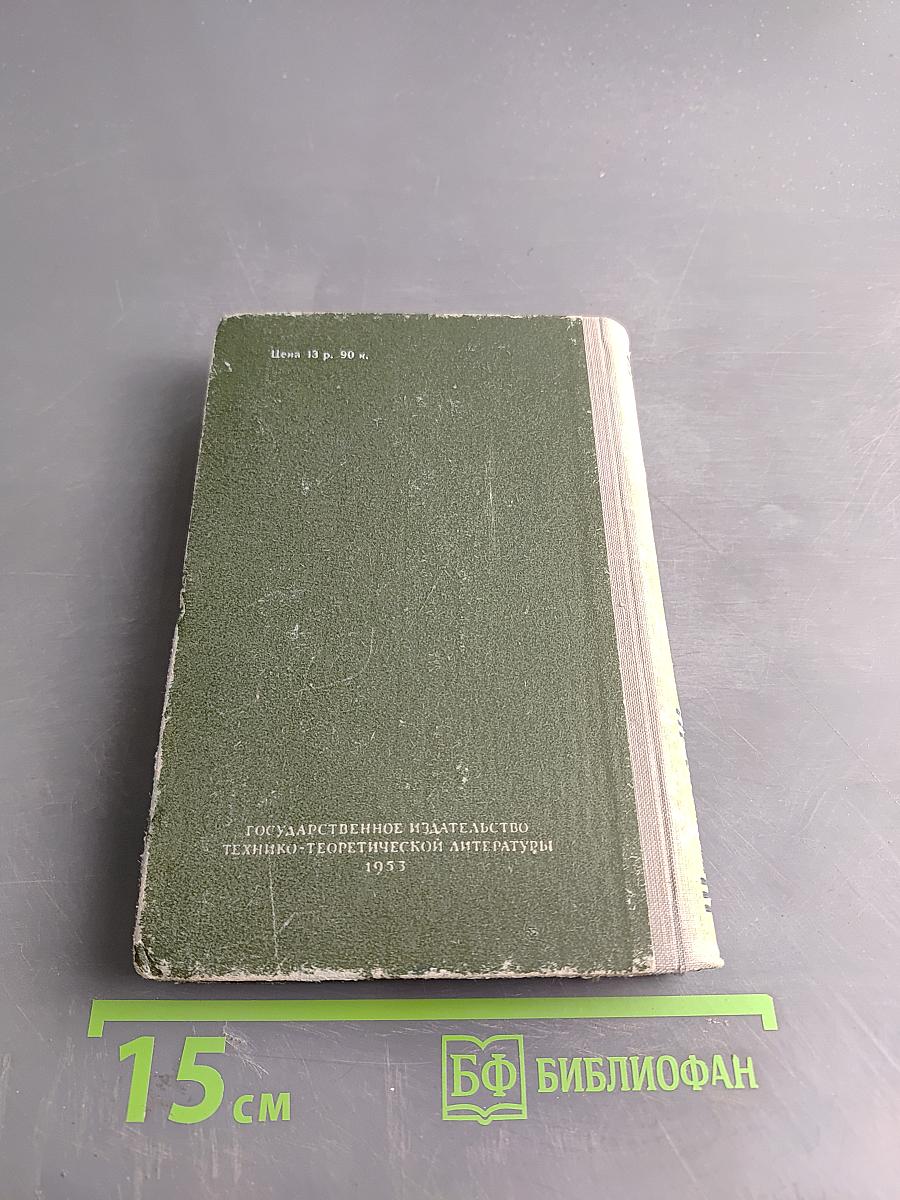 Цена 13 р. 90 к.
ГОСУДАРСТВЕННОЕ ИЗДАТЕЛЬСТВО
ТЕХНИКО-ТЕОРЕТИЧЕСКОЙ ЛИТЕРАТУРЫ
1953
15 см
БФ БИБЛИОФАН